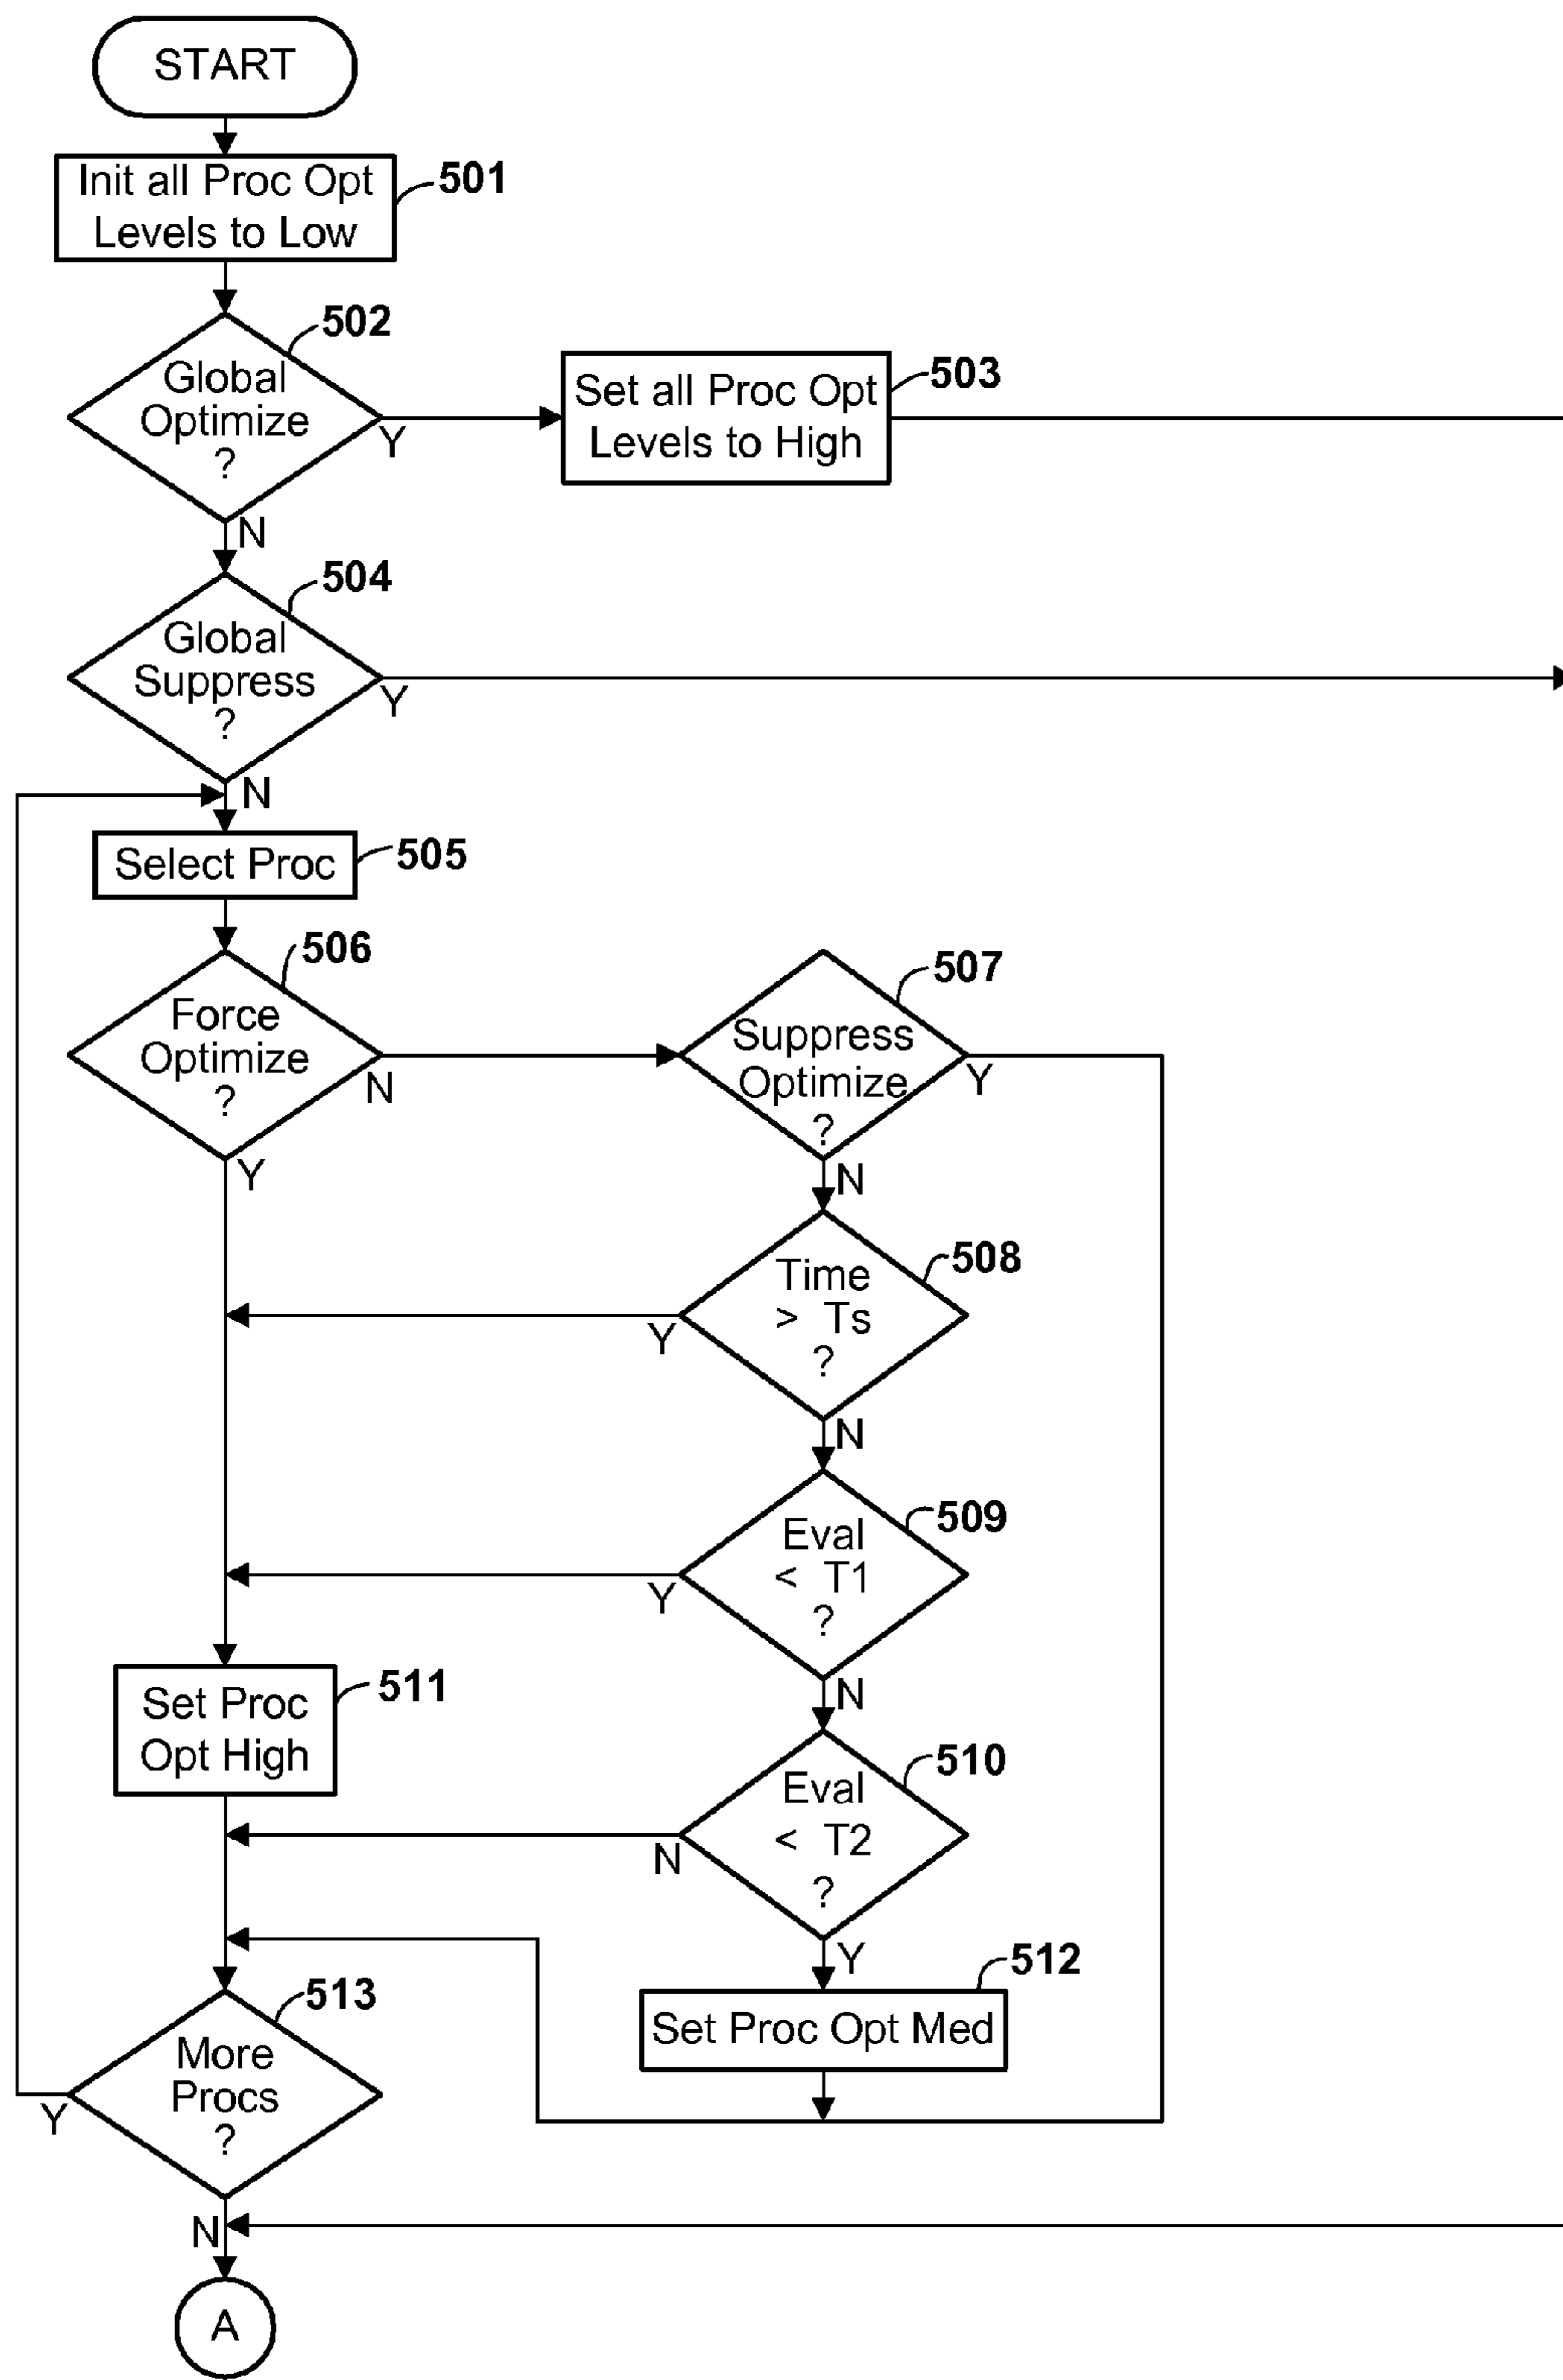 START
Init all Proc Opt
Levels to Low
501
Global
Optimize
?
502
Y
N
Set all Proc Opt
Levels to High
503
Global
Suppress
?
504
Y
N
Select Proc
505
Force
Optimize
?
506
N
Y
Suppress
Optimize
?
507
Y
N
Time
> Ts
?
508
Y
N
Eval
< T1
?
509
Y
N
Set Proc
Opt High
511
Eval
< T2
?
510
N
Y
Set Proc Opt Med
512
More
Procs
?
513
Y
N
A